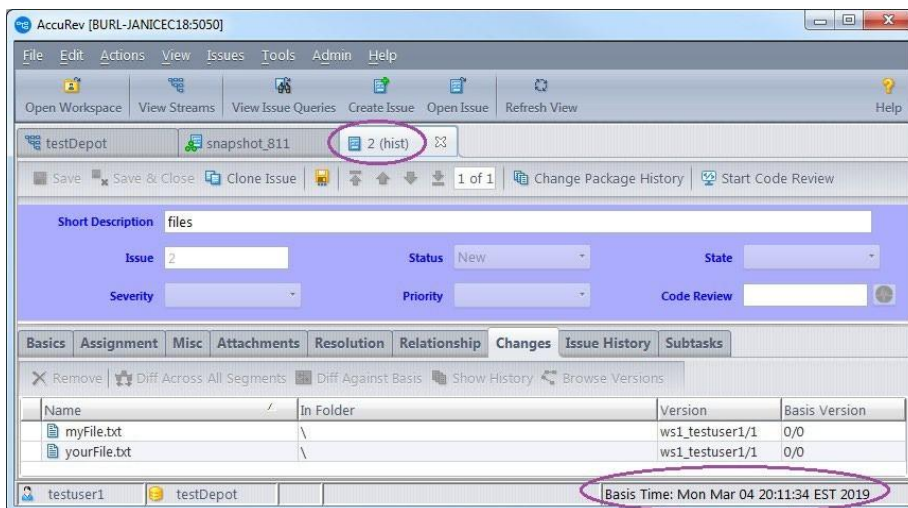 AccuRev [BURL-JANICEC18:5050]
File Edit Actions View Issues Tools Admin Help
Open Workspace View Streams View Issue Queries Create Issue Open Issue Refresh View Help
testDepot snapshot_811 2 (hist)
Save Save & Close Clone Issue 1 of 1 Change Package History Start Code Review
Short Description files
Issue 2 Status New State
Severity Priority Code Review
Basics Assignment Misc Attachments Resolution Relationship Changes Issue History Subtasks
Remove Diff Across All Segments Diff Against Basis Show History Browse Versions
Name In Folder Version Basis Version
myFile.txt \ ws1_testuser1/1 0/0
yourFile.txt \ ws1_testuser1/1 0/0
testuser1 testDepot Basis Time: Mon Mar 04 20:11:34 EST 2019